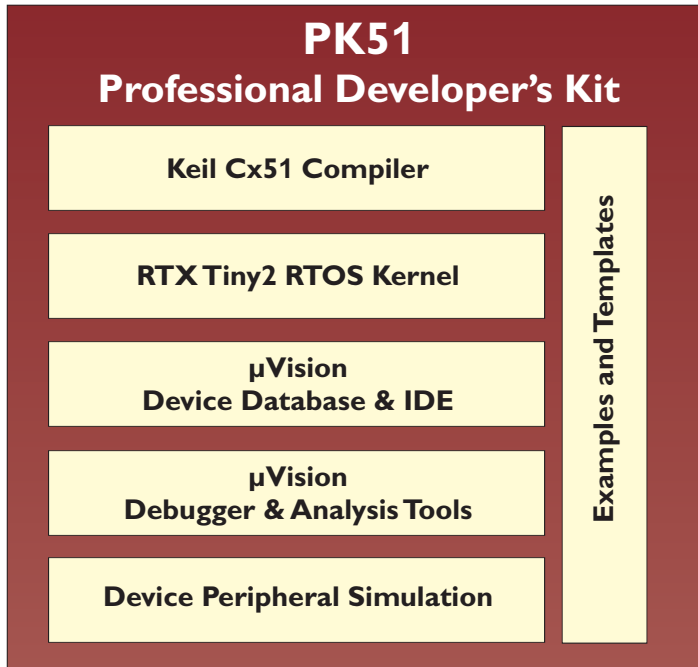 PK51
Professional Developer’s Kit
Keil Cx51 Compiler
RTX Tiny2 RTOS Kernel
µVision
Device Database & IDE
µVision
Debugger & Analysis Tools
Device Peripheral Simulation
Examples and Templates